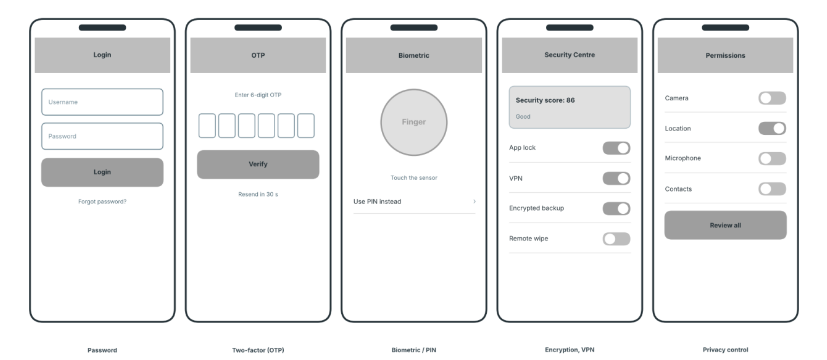 Login
Username
Password
Login
Forgot password?
OTP
Enter 6-digit OTP
Verify
Resend in 30 s
Biometric
Finger
Touch the sensor
Use PIN instead
Security Centre
Security score: 86
Good
App lock
VPN
Encrypted backup
Remote wipe
Permissions
Camera
Location
Microphone
Contacts
Review all
Password
Two-factor (OTP)
Biometric / PIN
Encryption, VPN
Privacy control